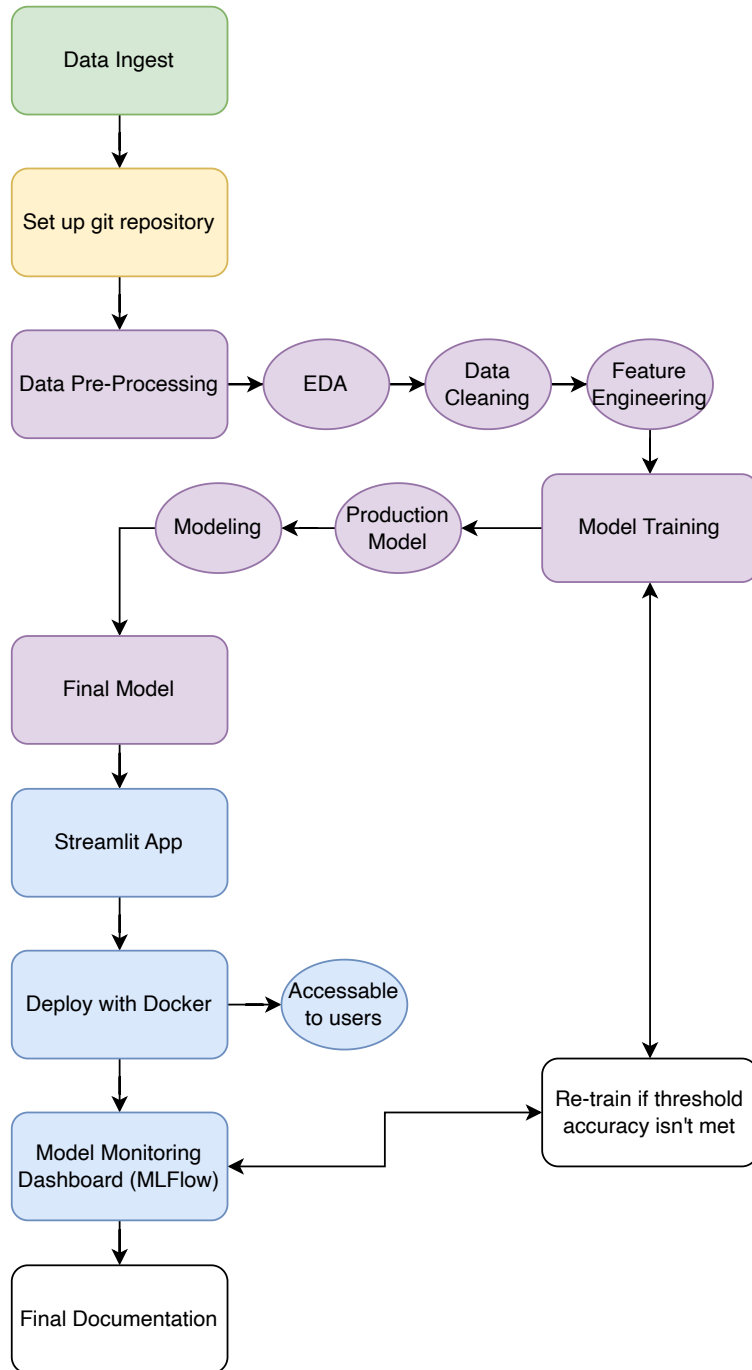 Data Ingest
Set up git repository
Data Pre-Processing
EDA
Data
Cleaning
Feature
Engineering
Model Training
Production
Model
Modeling
Final Model
Streamlit App
Deploy with Docker
Accessable
to users
Re-train if threshold
accuracy isn't met
Model Monitoring
Dashboard (MLFlow)
Final Documentation